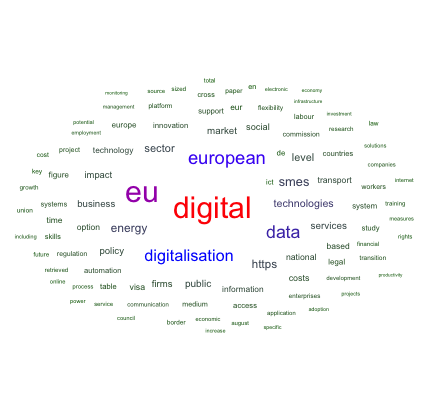 total
monitoring source sized cross paper en electronic economy
management platform support eur flexibility infrastructure
potential europe innovation market social labour investment law
employment commission research
cost project technology sector european level countries solutions
key figure impact de companies
growth eu ict smes transport workers internet
union systems business digital technologies system training
time option energy data services study measures
including skills based financial rights
future regulation policy digitalisation https national legal transition
retrieved automation costs development productivity
online process table visa firms public information enterprises projects
power service communication medium access application adoption
council border economic august specific
increase